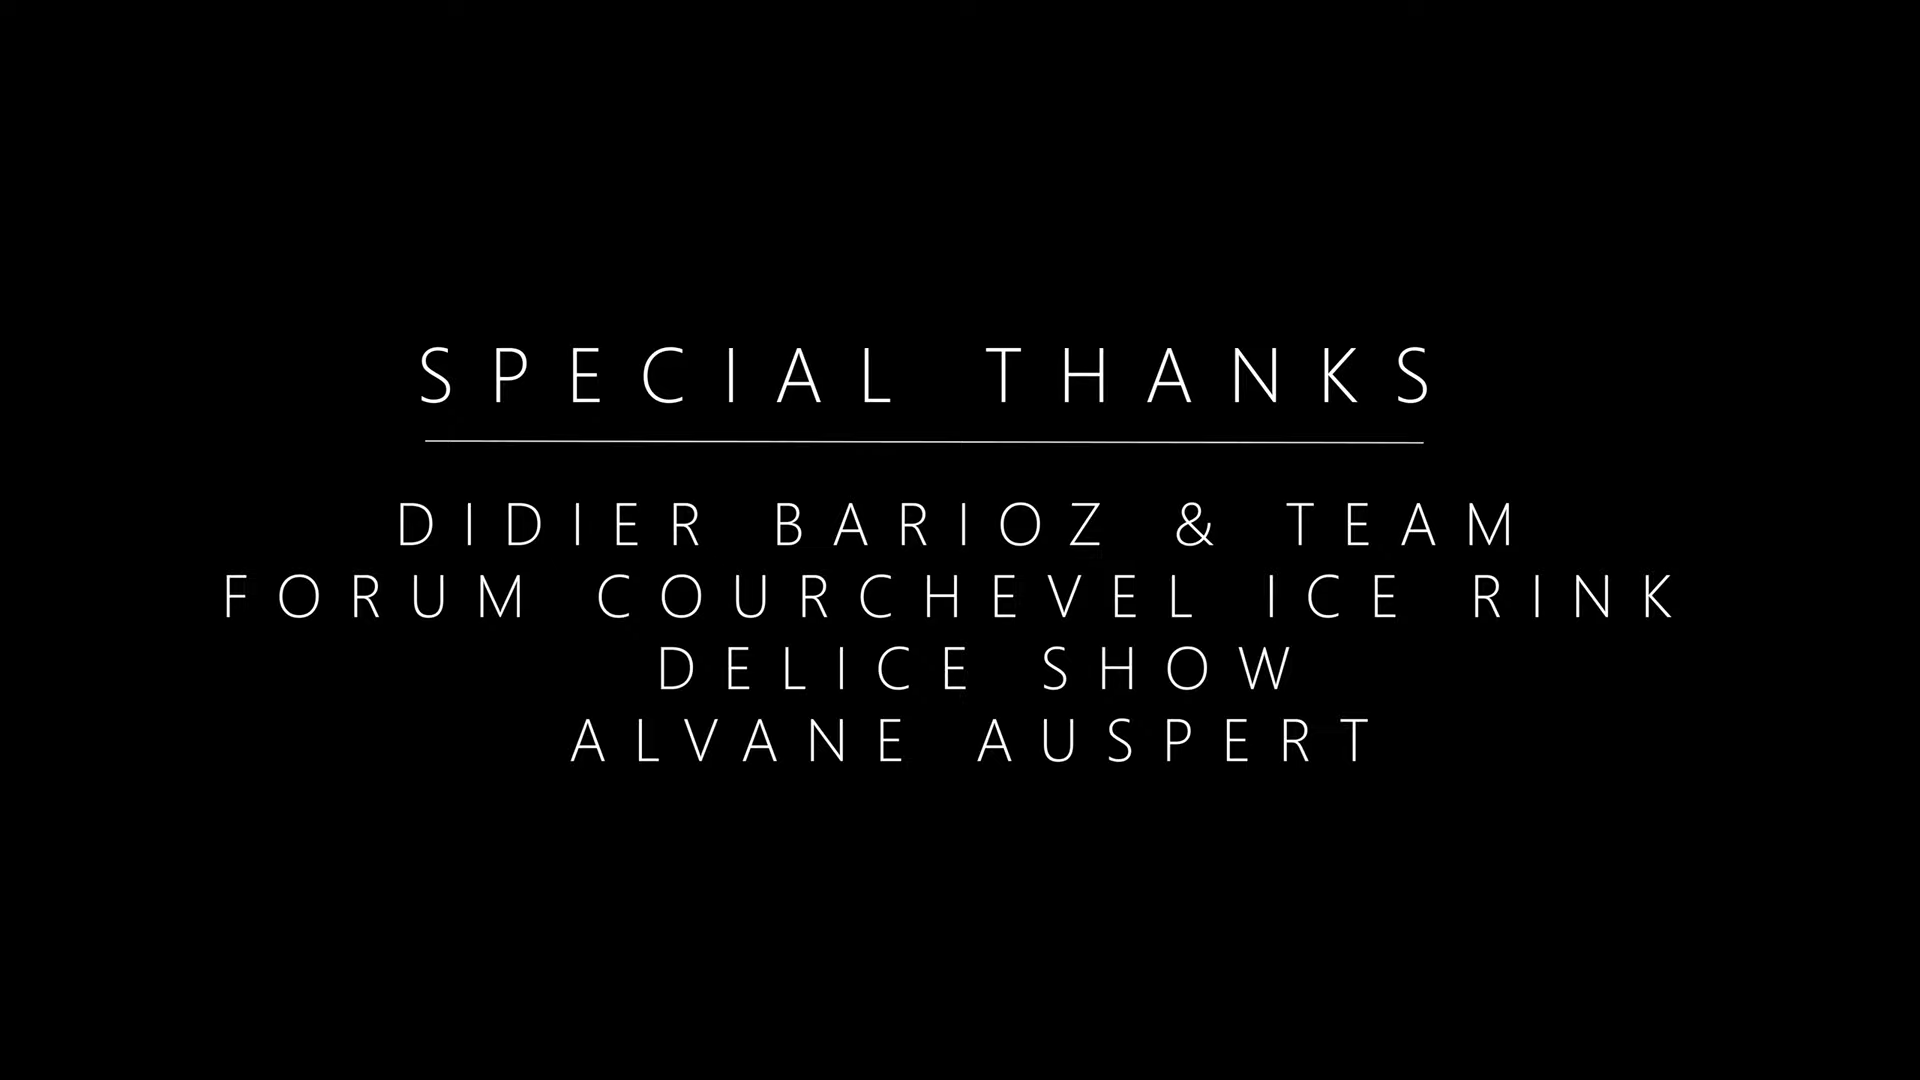 SPECIAL THANKS
DIDIER BARIOZ & TEAM
FORUM COURCHEVEL ICE RINK
DELICE SHOW
ALVANE AUSPERT